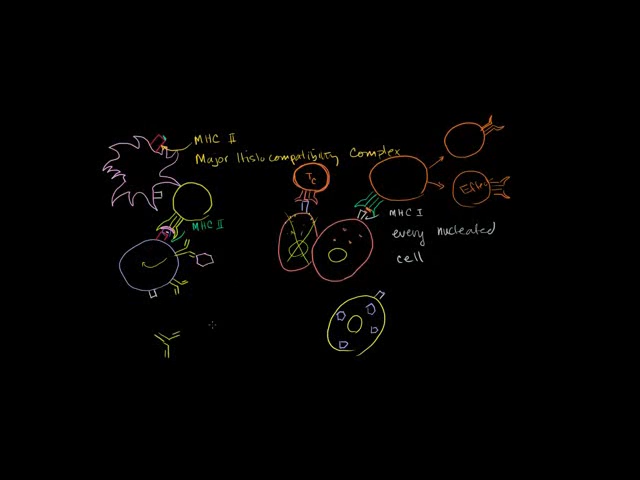 MHC II
Major Histocompatibility Complex
Tc
MHC II
MHC I
every nucleated
cell